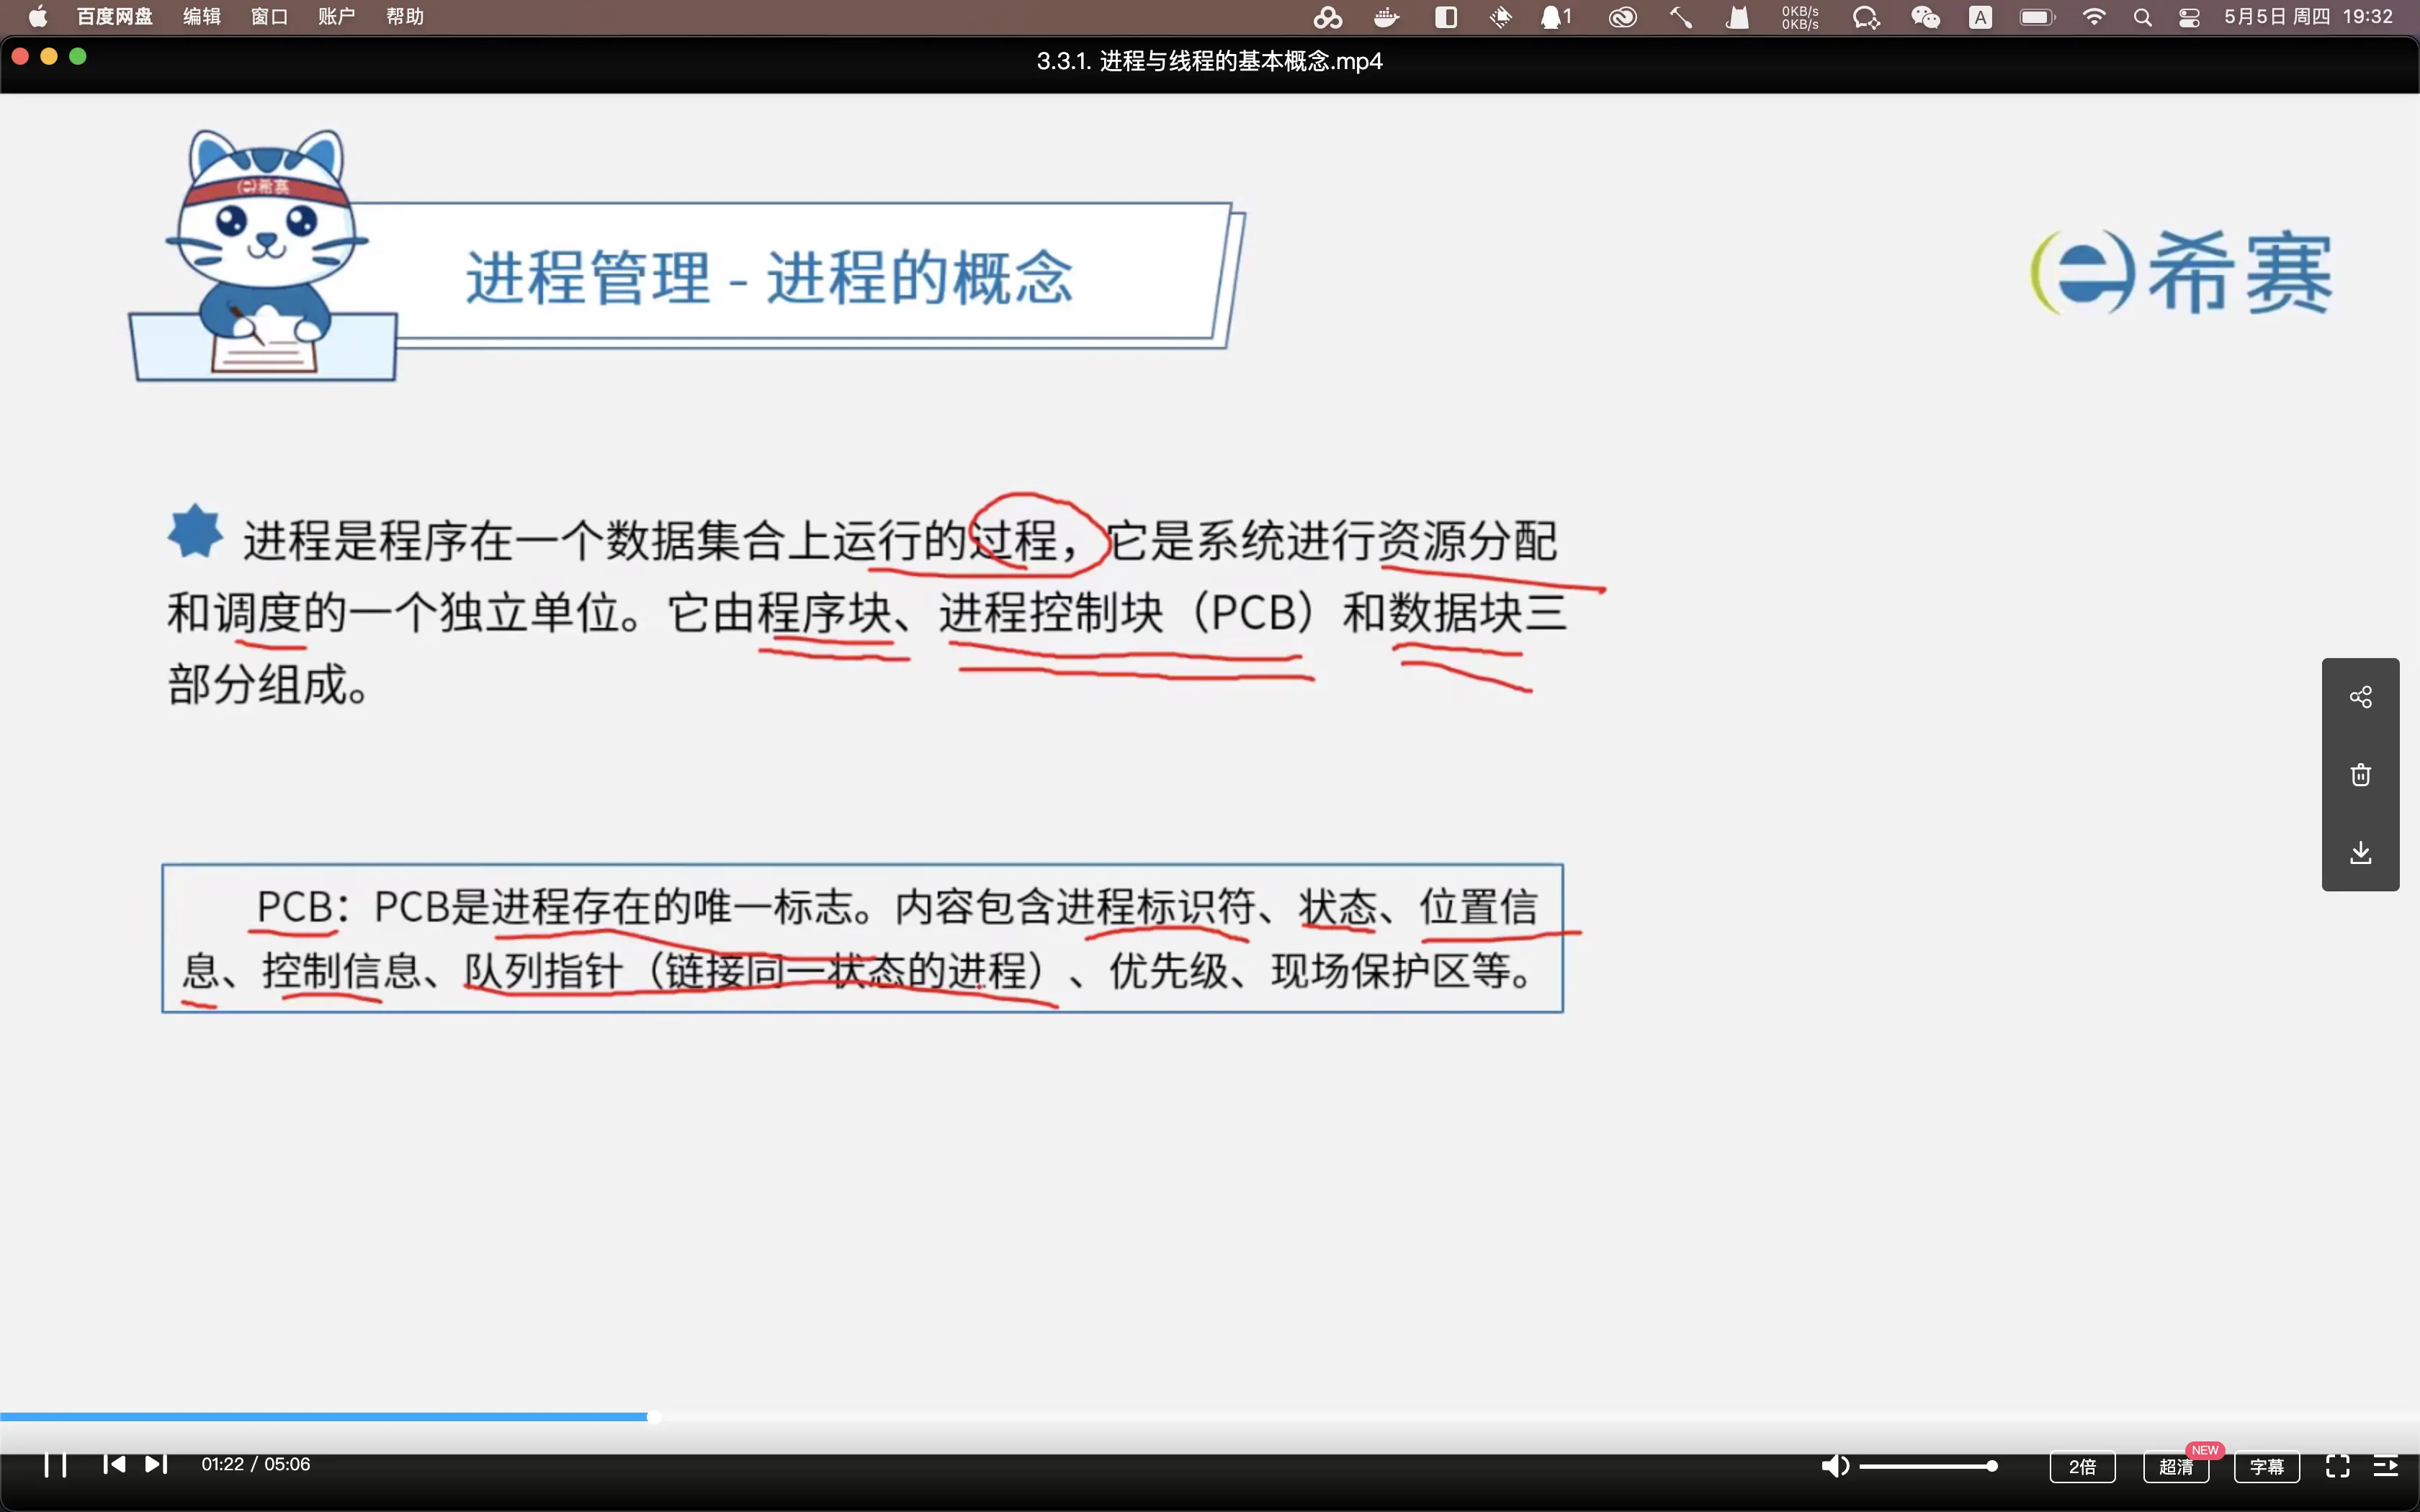 百度网盘 编辑 窗口 账户 帮助 1 0KB/s A 5月5日 周四 19:32
0KB/s
3.3.1. 进程与线程的基本概念.mp4
希赛
进程管理 - 进程的概念
e希赛
进程是程序在一个数据集合上运行的过程，它是系统进行资源分配
和调度的一个独立单位。它由程序块、进程控制块（PCB）和数据块三
部分组成。
PCB：PCB是进程存在的唯一标志。内容包含进程标识符、状态、位置信
息、控制信息、队列指针（链接同一状态的进程）、优先级、现场保护区等。
01:22 / 05:06 2倍 超清 NEW 字幕